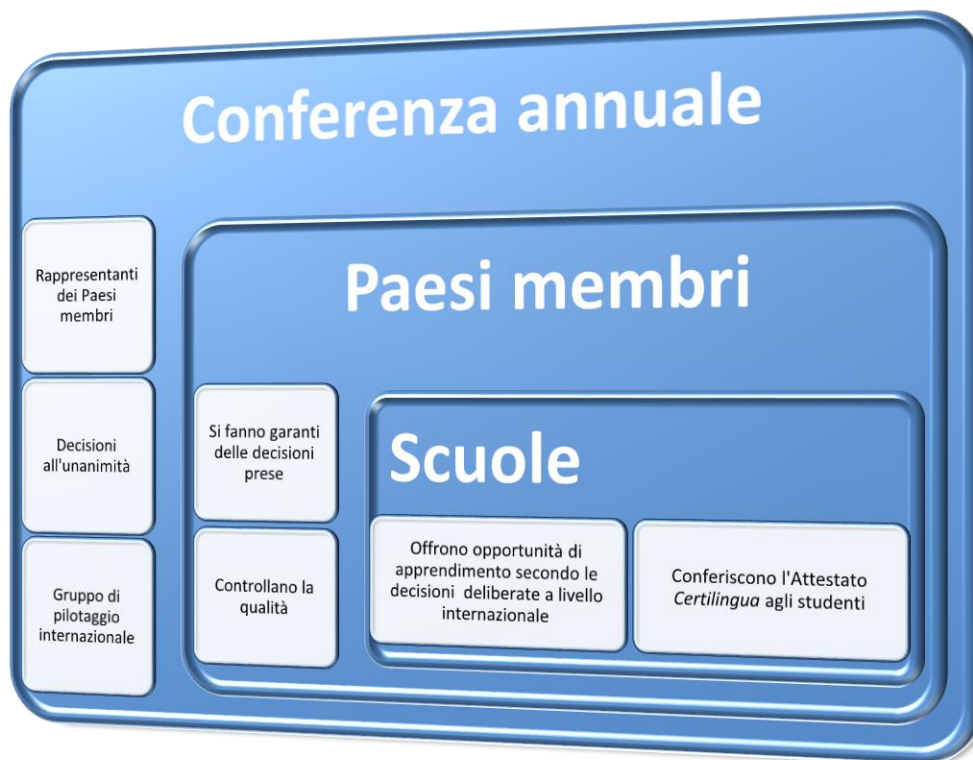 Conferenza annuale
Rappresentanti
dei Paesi
membri
Decisioni
all'unanimità
Gruppo di
pilotaggio
internazionale
Paesi membri
Si fanno garanti
delle decisioni
prese
Controllano la
qualità
Scuole
Offrono opportunità di
apprendimento secondo le
decisioni deliberate a livello
internazionale
Conferiscono l'Attestato
Certilingua agli studenti